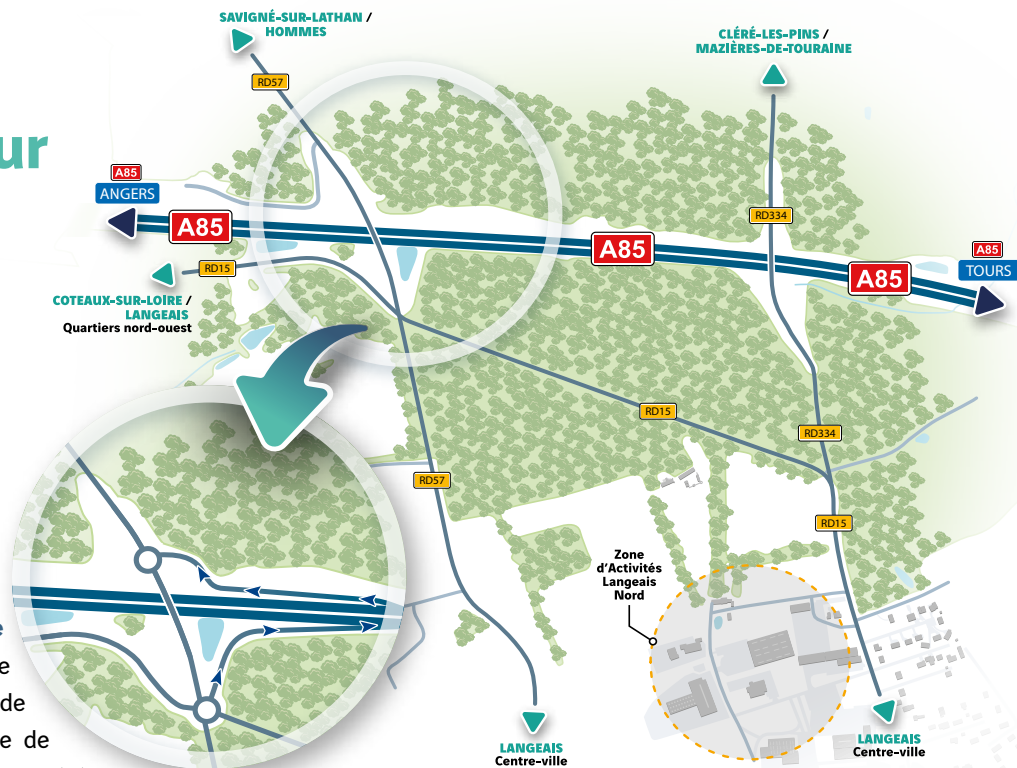 SAVIGNÉ-SUR-LATHAN /
HOMMES
CLÉRÉ-LES-PINS /
MAZIÈRES-DE-TOURAINE
RD57
ur
A85
ANGERS
A85
RD334
A85
A85
TOURS
A85
RD15
COTEAUX-SUR-LOIRE /
LANGEAIS
Quartiers nord-ouest
RD15
RD334
RD57
RD15
Zone
d'Activités
Langeais
Nord
e
e
de
e de
LANGEAIS
Centre-ville
LANGEAIS
Centre-ville